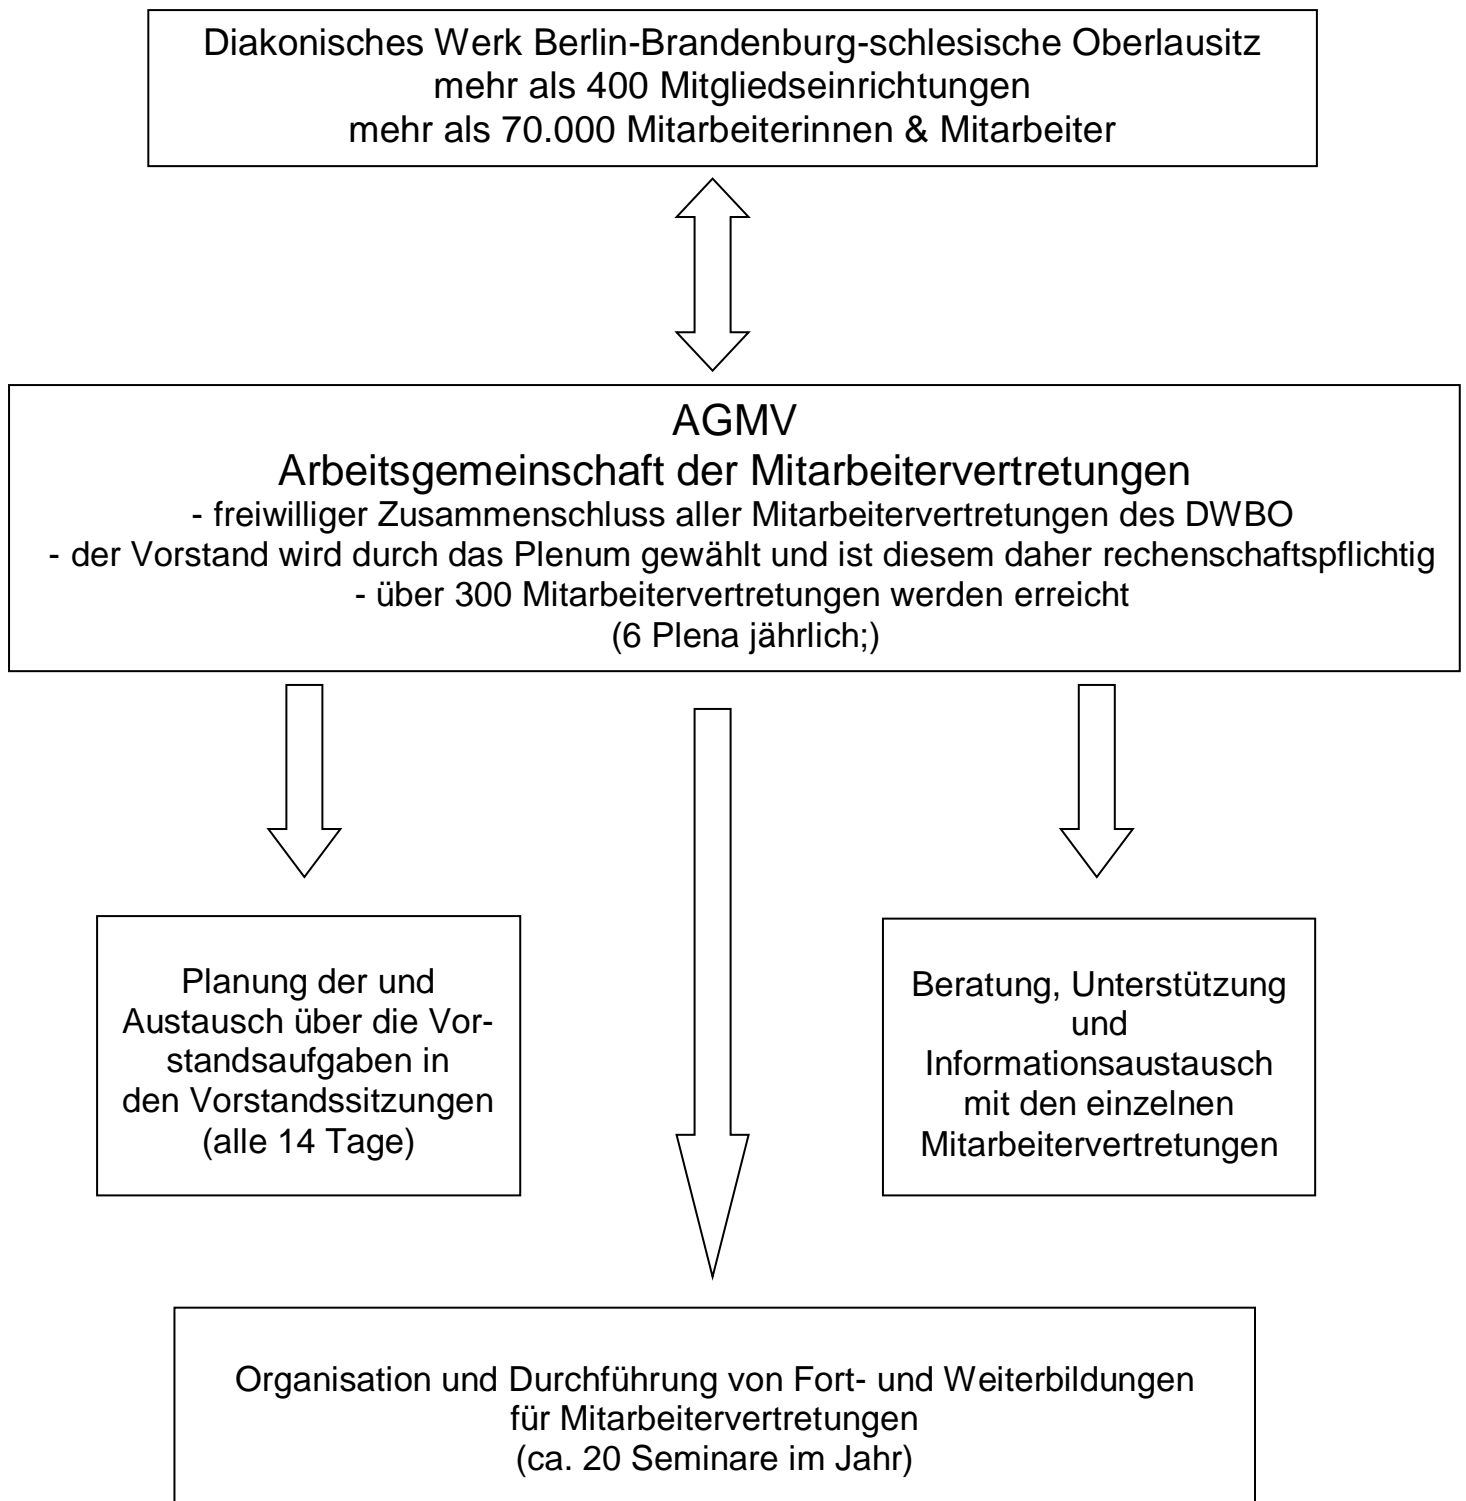 Diakonisches Werk Berlin-Brandenburg-schlesische Oberlausitz
mehr als 400 Mitgliedseinrichtungen
mehr als 70.000 Mitarbeiterinnen & Mitarbeiter
AGMV
Arbeitsgemeinschaft der Mitarbeitervertretungen
- freiwilliger Zusammenschluss aller Mitarbeitervertretungen des DWBO
- der Vorstand wird durch das Plenum gewählt und ist diesem daher rechenschaftspflichtig
- über 300 Mitarbeitervertretungen werden erreicht
(6 Plena jährlich;)
Planung der und
Austausch über die Vor-
standsaufgaben in
den Vorstandssitzungen
(alle 14 Tage)
Beratung, Unterstützung
und
Informationsaustausch
mit den einzelnen
Mitarbeitervertretungen
Organisation und Durchführung von Fort- und Weiterbildungen
für Mitarbeitervertretungen
(ca. 20 Seminare im Jahr)